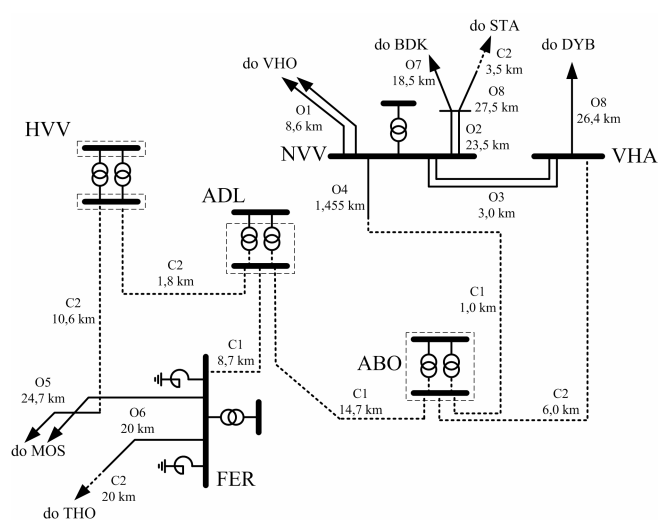 do STA
do BDK
C2
3,5 km
do DYB
do VHO
O7
18,5 km
O8
27,5 km
O8
26,4 km
O1
8,6 km
O2
23,5 km
HVV
NVV
VHA
O4
1,455 km
O3
3,0 km
ADL
C2
1,8 km
C2
10,6 km
C1
1,0 km
C1
8,7 km
ABO
O5
24,7 km
C1
14,7 km
C2
6,0 km
O6
20 km
do MOS
FER
C2
20 km
do THO